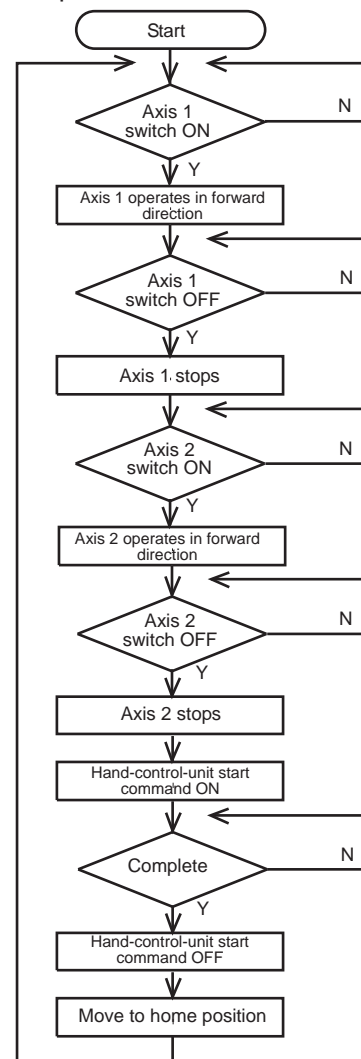 Start
Axis 1
switch ON
N
Y
Axis 1 operates in forward
direction
Axis 1
switch OFF
N
Y
Axis 1 stops
Axis 2
switch ON
N
Y
Axis 2 operates in forward
direction
Axis 2
switch OFF
N
Y
Axis 2 stops
Hand-control-unit start
command ON
Complete
N
Y
Hand-control-unit start
command OFF
Move to home position